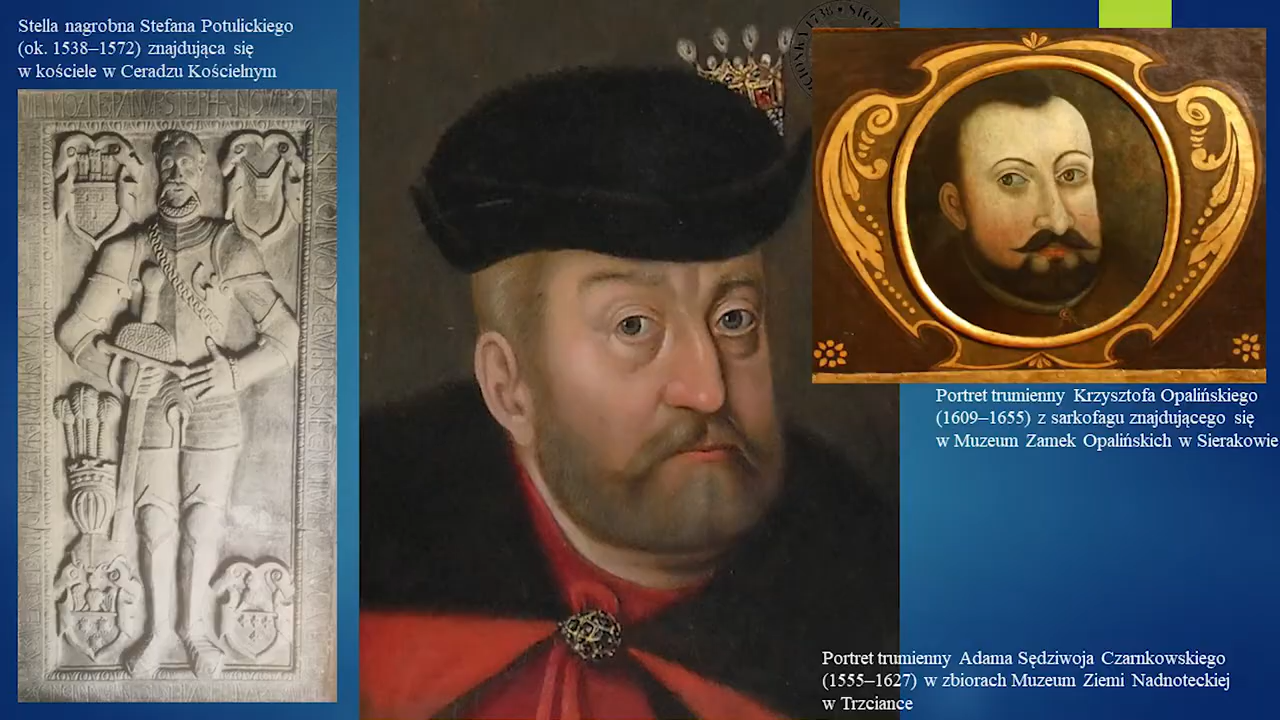 Stella nagrobna Stefana Potulickiego
(ok. 1538–1572) znajdująca się
w kościele w Ceradzu Kościelnym
Portret trumienny Krzysztofa Opalińskiego
(1609–1655) z sarkofagu znajdującego się
w Muzeum Zamek Opalińskich w Sierakowie
Portret trumienny Adama Sędziwoja Czarnkowskiego
(1555–1627) w zbiorach Muzeum Ziemi Nadnoteckiej
w Trzciance